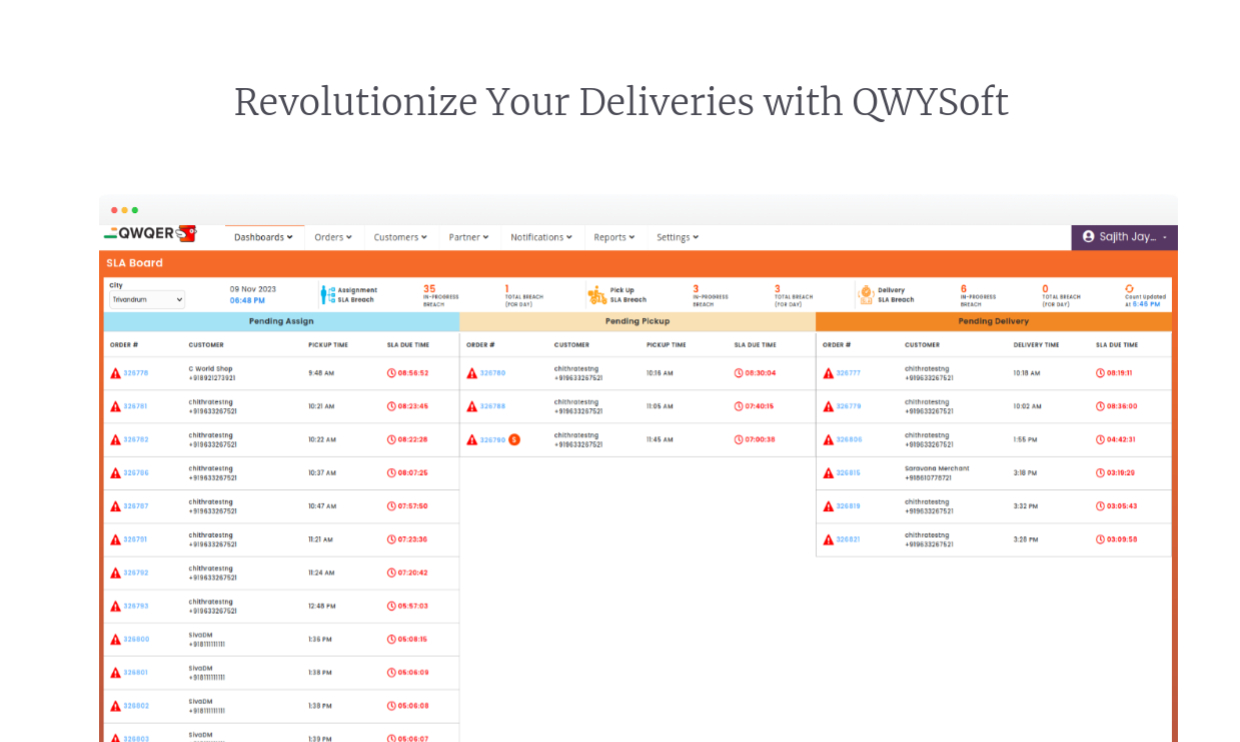 Revolutionize Your Deliveries with QWYSoft
QWQER
Dashboards Orders Customers Partner Notifications Reports Settings Sajith Jay...
SLA Board
City
Trivandrum
09 Nov 2023
06:48 PM
Assignment
SLA Breach
35
IN-PROGRESS
BREACH
1
TOTAL BREACH
(FOR DAY)
Pick Up
SLA Breach
3
IN-PROGRESS
BREACH
3
TOTAL BREACH
(FOR DAY)
Delivery
SLA Breach
6
IN-PROGRESS
BREACH
0
TOTAL BREACH
(FOR DAY)
Count Updated
At 6:46 PM
Pending Assign
ORDER # CUSTOMER PICKUP TIME SLA DUE TIME
326778 C World Shop 9:48 AM 08:56:52
+918921273921
326781 chithratestng 10:21 AM 08:23:45
+919633267521
326782 chithratestng 10:22 AM 08:22:28
+919633267521
326786 chithratestng 10:37 AM 08:07:25
+919633267521
326787 chithratestng 10:47 AM 07:57:50
+919633267521
326791 chithratestng 11:21 AM 07:23:36
+919633267521
326792 chithratestng 11:24 AM 07:20:42
+919633267521
326793 chithratestng 12:48 PM 05:57:03
+919633267521
326800 SivaDM 1:36 PM 05:08:15
+918111111111
326801 SivaDM 1:38 PM 05:06:09
+918111111111
326802 SivaDM 1:38 PM 05:06:08
+918111111111
326803 SivaDM 1:39 PM 05:06:07
Pending Pickup
ORDER # CUSTOMER PICKUP TIME SLA DUE TIME
326780 chithratestng 10:16 AM 08:30:04
+919633267521
326788 chithratestng 11:05 AM 07:40:15
+919633267521
326790 S chithratestng 11:45 AM 07:00:38
+919633267521
Pending Delivery
ORDER # CUSTOMER DELIVERY TIME SLA DUE TIME
326777 chithratestng 10:18 AM 08:19:11
+919633267521
326779 chithratestng 10:02 AM 08:36:00
+919633267521
326806 chithratestng 1:55 PM 04:42:31
+919633267521
326815 Saravana Merchant 3:18 PM 03:19:29
+918610778721
326819 chithratestng 3:32 PM 03:05:43
+919633267521
326821 chithratestng 3:28 PM 03:09:58
+919633267521